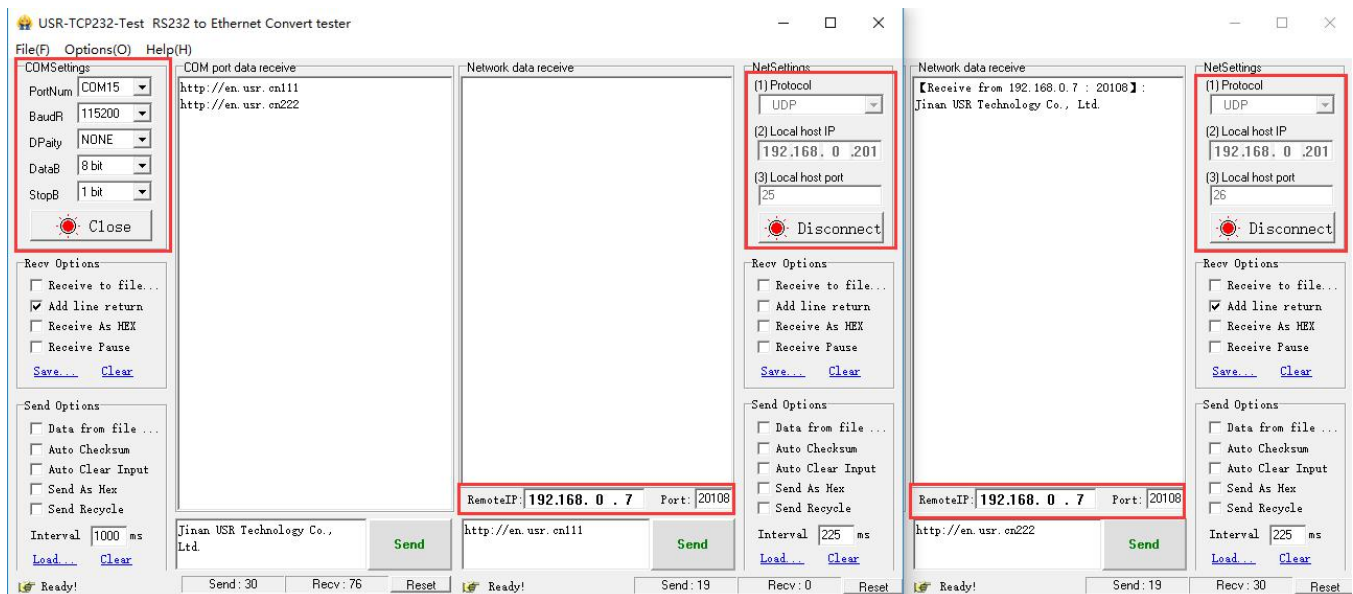 USR-TCP232-Test RS232 to Ethernet Convert tester
File(F) Options(O) Help(H)
COMSettings
PortNum COM15
BaudR 115200
DPaity NONE
DataB 8 bit
StopB 1 bit
Close
Recv Options
Receive to file...
Add line return
Receive As HEX
Receive Pause
Save... Clear
Send Options
Data from file ...
Auto Checksum
Auto Clear Input
Send As Hex
Send Recycle
Interval 1000 ms
Load... Clear
Ready!
COM port data receive
http://en.usr.cn111
http://en.usr.cn222
Jinan USR Technology Co.,
Ltd.
Send
Send : 30 Recv : 76 Reset
Network data receive
RemoteIP: 192.168. 0 . 7 Port: 20108
http://en.usr.cn111
Send
Ready! Send : 19 Recv : 0 Reset
NetSettings
(1) Protocol
UDP
(2) Local host IP
192.168. 0 .201
(3) Local host port
25
Disconnect
Recv Options
Receive to file...
Add line return
Receive As HEX
Receive Pause
Save... Clear
Send Options
Data from file ...
Auto Checksum
Auto Clear Input
Send As Hex
Send Recycle
Interval 225 ms
Load... Clear
Network data receive
【Receive from 192.168.0.7 : 20108】:
Jinan USR Technology Co., Ltd.
RemoteIP: 192.168. 0 . 7 Port: 20108
http://en.usr.cn222
Send
Ready! Send : 19 Recv : 30 Reset
NetSettings
(1) Protocol
UDP
(2) Local host IP
192.168. 0 .201
(3) Local host port
26
Disconnect
Recv Options
Receive to file...
Add line return
Receive As HEX
Receive Pause
Save... Clear
Send Options
Data from file ...
Auto Checksum
Auto Clear Input
Send As Hex
Send Recycle
Interval 225 ms
Load... Clear